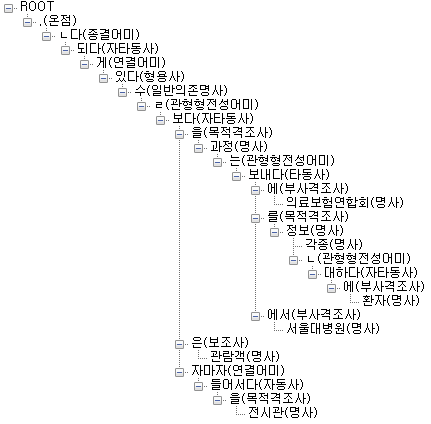 ROOT
.(온점)
ㄴ다(종결어미)
되다(자타동사)
게(연결어미)
있다(형용사)
수(일반의존명사)
ㄹ(관형형전성어미)
보다(자타동사)
을(목적격조사)
과정(명사)
는(관형형전성어미)
보내다(타동사)
에(부사격조사)
의료보험연합회(명사)
를(목적격조사)
정보(명사)
각종(명사)
ㄴ(관형형전성어미)
대하다(자타동사)
에(부사격조사)
환자(명사)
에서(부사격조사)
서울대병원(명사)
은(보조사)
관람객(명사)
자마자(연결어미)
들어서다(자동사)
을(목적격조사)
전시관(명사)